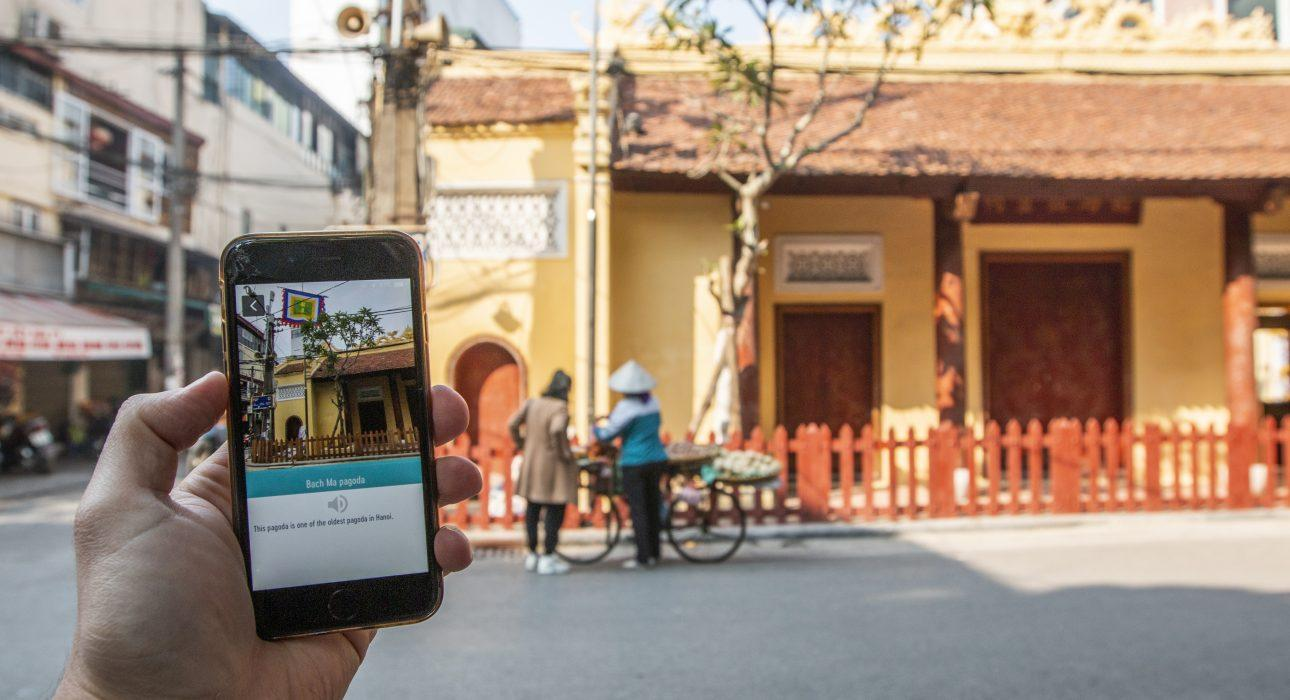 Bach Ma pagoda
This pagoda is one of the oldest pagoda in Hanoi.